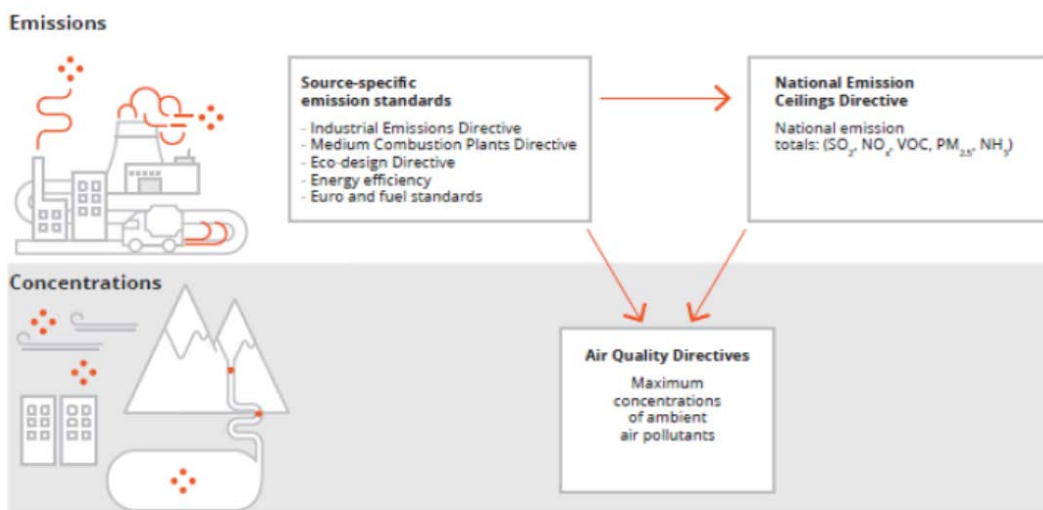 Emissions
Source-specific
emission standards
- Industrial Emissions Directive
- Medium Combustion Plants Directive
- Eco-design Directive
- Energy efficiency
- Euro and fuel standards
National Emission
Ceilings Directive
National emission
totals: (SO₂, NOₓ, VOC, PM₂.₅, NH₃)
Concentrations
Air Quality Directives
Maximum
concentrations
of ambient
air pollutants